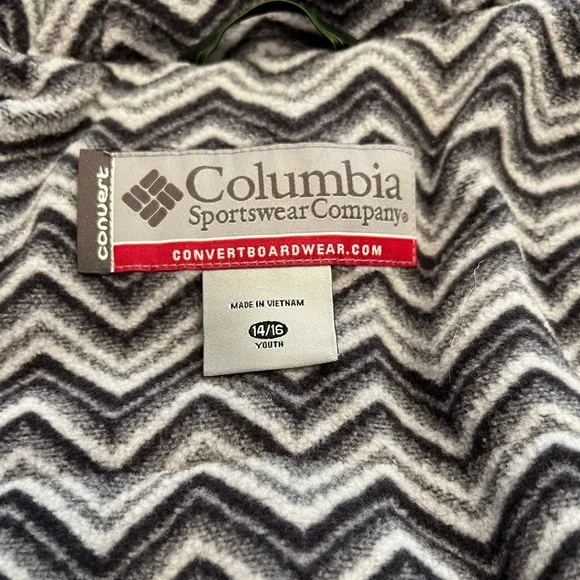 convert
Columbia
Sportswear Company®
CONVERTBOARDWEAR.COM
MADE IN VIETNAM
14/16
YOUTH